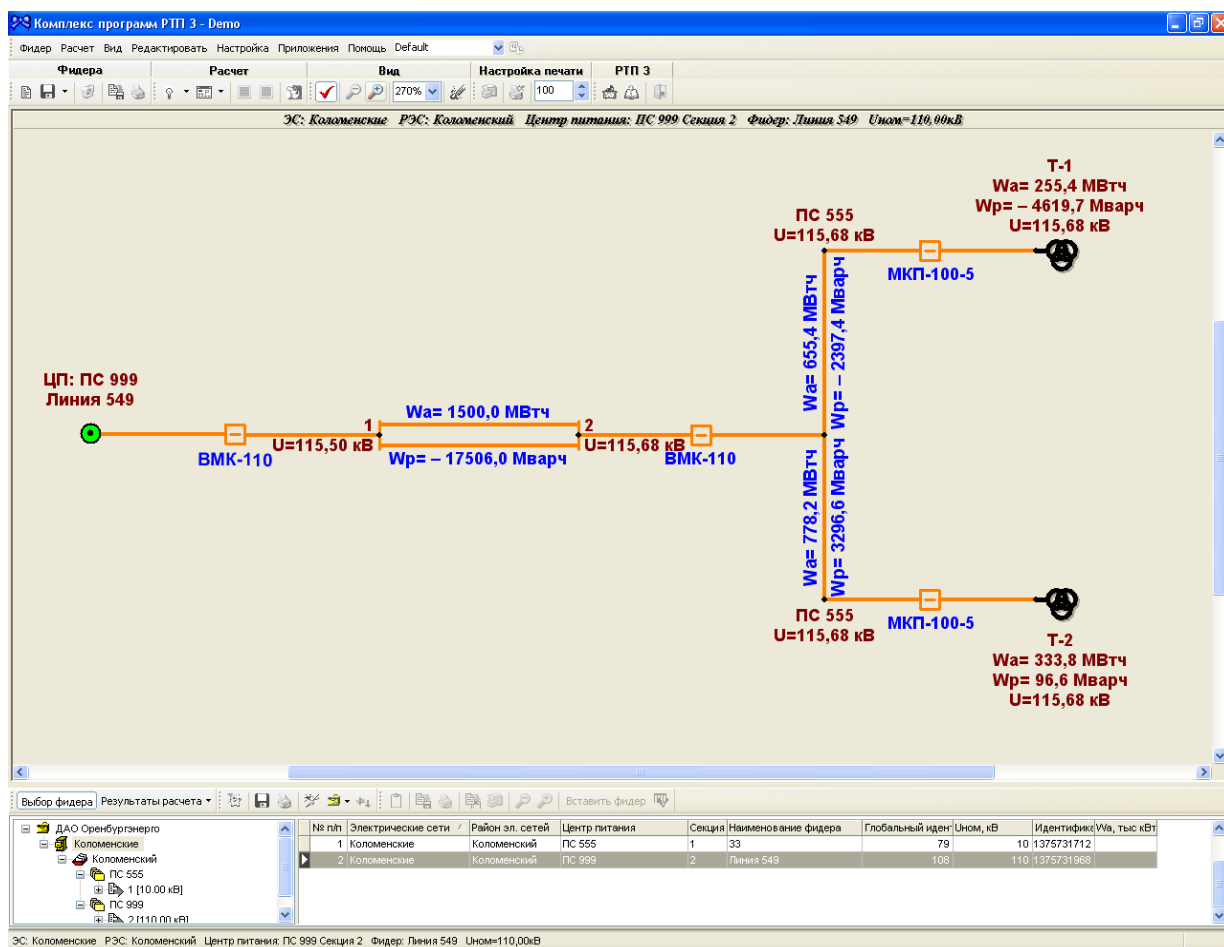 Комплекс программ РТП 3 - Demo
Фидер Расчет Вид Редактировать Настройка Приложения Помощь Default
Фидера Расчет Вид Настройка печати РТП 3
270% 100
ЭС: Коломенские РЭС: Коломенский Центр питания: ПС 999 Секция 2 Фидер: Линия 549 Uном=110,00кВ
Т-1
Wa= 255,4 МВтч
Wp= – 4619,7 Мварч
U=115,68 кВ
ПС 555
U=115,68 кВ
МКП-100-5
Wa= 655,4 МВтч
Wp= – 2397,4 Мварч
ЦП: ПС 999
Линия 549
ВМК-110
1
U=115,50 кВ
Wa= 1500,0 МВтч
Wp= – 17506,0 Мварч
2
U=115,68 кВ
ВМК-110
Wa= 778,2 МВтч
Wp= 3296,6 Мварч
ПС 555
U=115,68 кВ
МКП-100-5
Т-2
Wa= 333,8 МВтч
Wp= 96,6 Мварч
U=115,68 кВ
Выбор фидера Результаты расчета Вставить фидер
ДАО Оренбургэнерго
Коломенские
Коломенский
ПС 555
1 [10.00 кВ]
ПС 999
2 [110.00 кВ]
№ п/п Электрические сети Район эл. сетей Центр питания Секция Наименование фидера Глобальный идент Uном, кВ Идентифика Wa, тыс кВт
1 Коломенские Коломенский ПС 555 1 33 79 10 1375731712
2 Коломенские Коломенский ПС 999 2 Линия 549 108 110 1375731968
ЭС: Коломенские РЭС: Коломенский Центр питания: ПС 999 Секция 2 Фидер: Линия 549 Uном=110,00кВ